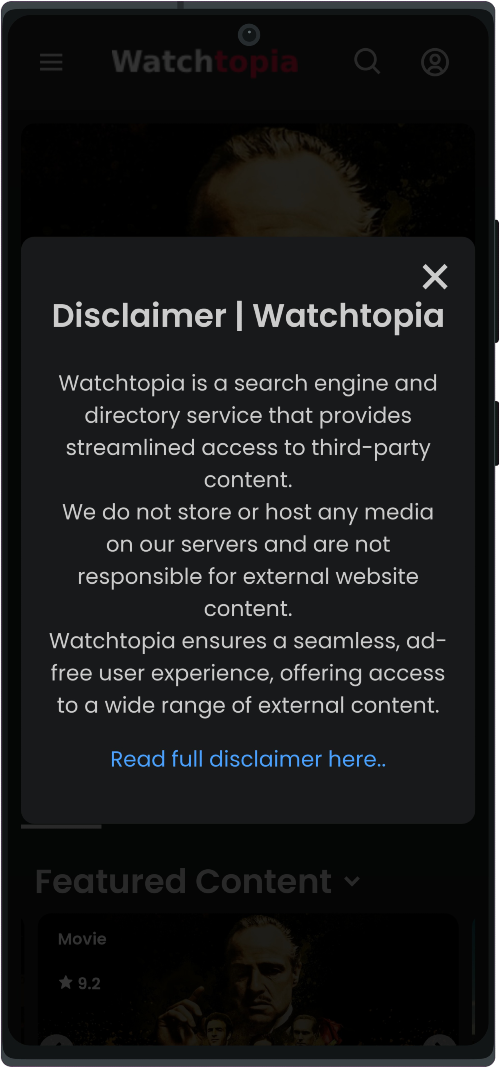 Watchtopia
Disclaimer | Watchtopia
Watchtopia is a search engine and
directory service that provides
streamlined access to third-party
content.
We do not store or host any media
on our servers and are not
responsible for external website
content.
Watchtopia ensures a seamless, ad-
free user experience, offering access
to a wide range of external content.
Read full disclaimer here..
Featured Content
Movie
9.2